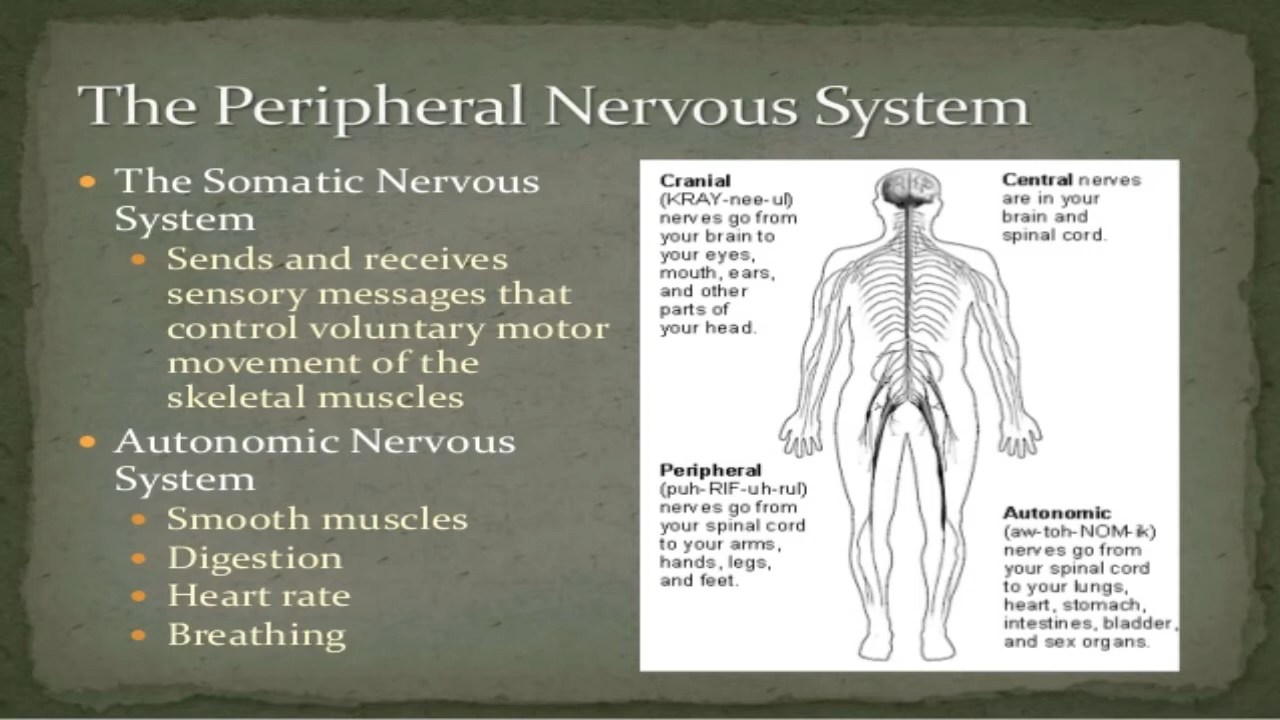 The Peripheral Nervous System
• The Somatic Nervous
System
• Sends and receives
sensory messages that
control voluntary motor
movement of the
skeletal muscles
• Autonomic Nervous
System
• Smooth muscles
• Digestion
• Heart rate
• Breathing
Cranial
(KRAY-nee-ul)
nerves go from
your brain to
your eyes,
mouth, ears,
and other
parts of
your head.
Central nerves
are in your
brain and
spinal cord.
Peripheral
(puh-RIF-uh-rul)
nerves go from
your spinal cord
to your arms,
hands, legs,
and feet.
Autonomic
(aw-toh-NOM-ik)
nerves go from
your spinal cord
to your lungs,
heart, stomach,
intestines, bladder,
and sex organs.